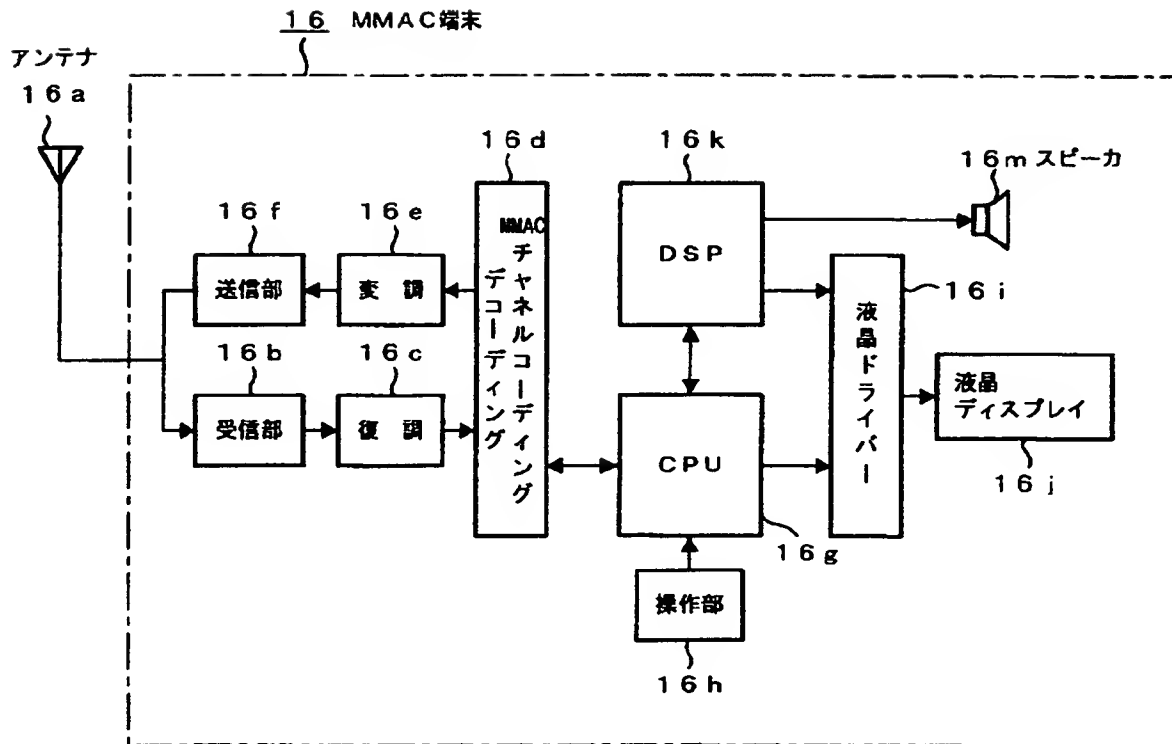 16 MMAC端末
アンテナ
16a
16d
16k
16m スピーカ
16f
16e
MMAC
チャネルコーディング
デコーディング
DSP
送信部
変調
16i
液晶ドライバー
16b
16c
液晶
ディスプレイ
受信部
復調
CPU
16j
16g
操作部
16h